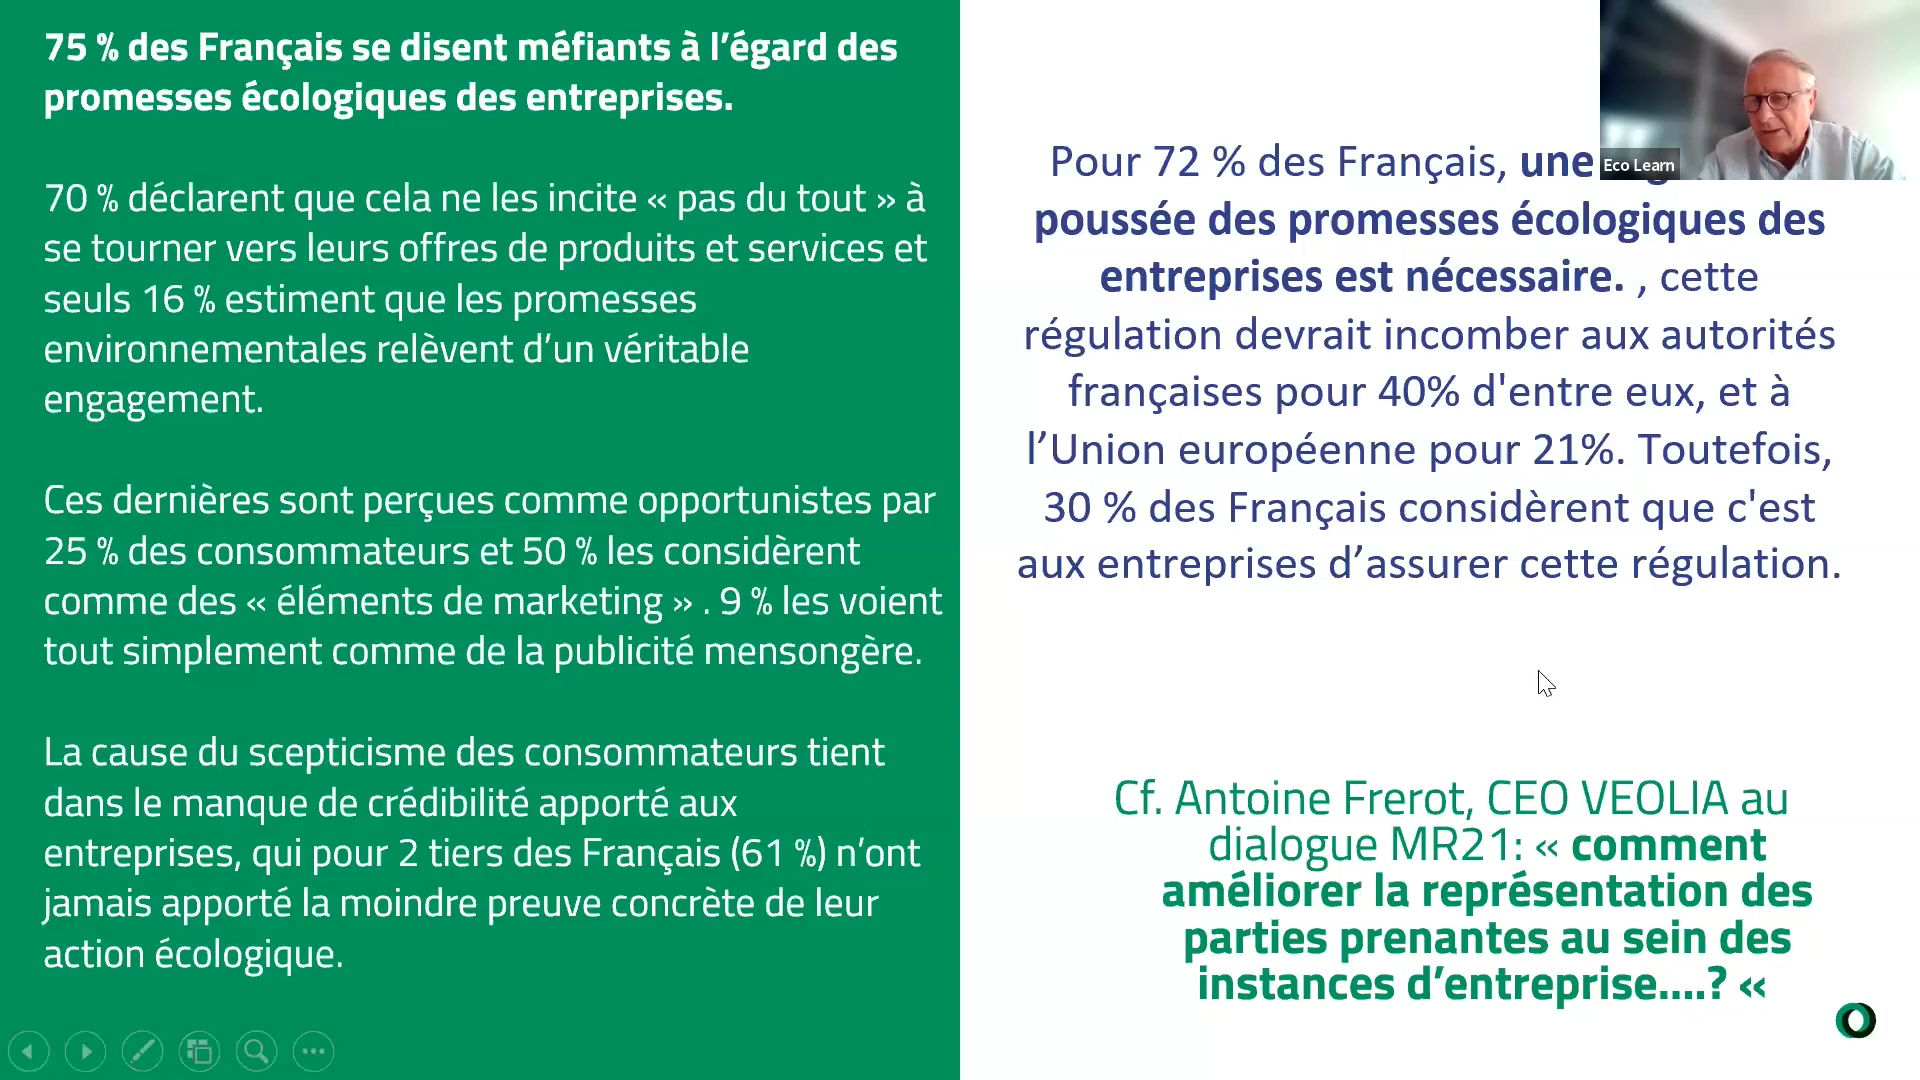 75 % des Français se disent méfiants à l’égard des
promesses écologiques des entreprises.
70 % déclarent que cela ne les incite « pas du tout » à
se tourner vers leurs offres de produits et services et
seuls 16 % estiment que les promesses
environnementales relèvent d’un véritable
engagement.
Ces dernières sont perçues comme opportunistes par
25 % des consommateurs et 50 % les considèrent
comme des « éléments de marketing » . 9 % les voient
tout simplement comme de la publicité mensongère.
La cause du scepticisme des consommateurs tient
dans le manque de crédibilité apporté aux
entreprises, qui pour 2 tiers des Français (61 %) n’ont
jamais apporté la moindre preuve concrète de leur
action écologique.
Eco Learn
Pour 72 % des Français, une
poussée des promesses écologiques des
entreprises est nécessaire. , cette
régulation devrait incomber aux autorités
françaises pour 40% d'entre eux, et à
l’Union européenne pour 21%. Toutefois,
30 % des Français considèrent que c'est
aux entreprises d’assurer cette régulation.
Cf. Antoine Frerot, CEO VEOLIA au
dialogue MR21: « comment
améliorer la représentation des
parties prenantes au sein des
instances d’entreprise....? «